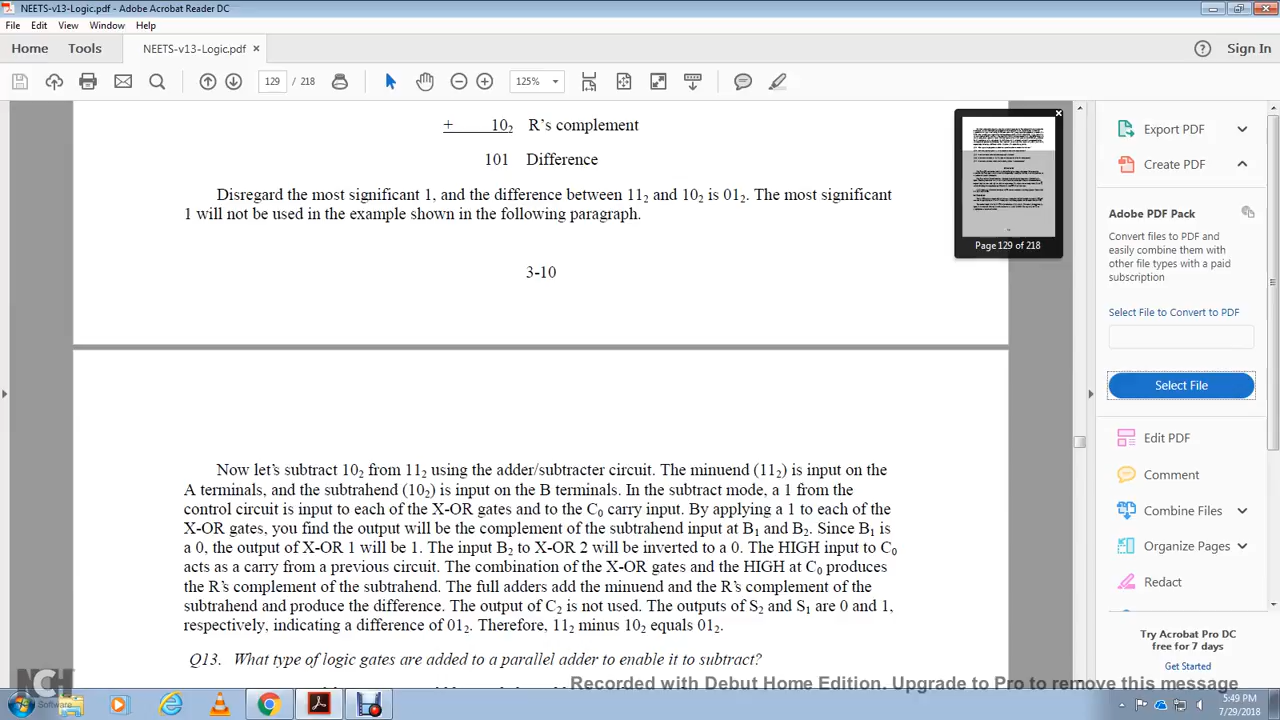 NEETS-v13-Logic.pdf - Adobe Acrobat Reader DC
File Edit View Window Help
Home Tools NEETS-v13-Logic.pdf × Sign In
129 / 218 125%
+ 10₂ R's complement
101 Difference
Disregard the most significant 1, and the difference between 11₂ and 10₂ is 01₂. The most significant
1 will not be used in the example shown in the following paragraph.
3-10
Now let's subtract 10₂ from 11₂ using the adder/subtracter circuit. The minuend (11₂) is input on the
A terminals, and the subtrahend (10₂) is input on the B terminals. In the subtract mode, a 1 from the
control circuit is input to each of the X-OR gates and to the C₀ carry input. By applying a 1 to each of the
X-OR gates, you find the output will be the complement of the subtrahend input at B₁ and B₂. Since B₁ is
a 0, the output of X-OR 1 will be 1. The input B₂ to X-OR 2 will be inverted to a 0. The HIGH input to C₀
acts as a carry from a previous circuit. The combination of the X-OR gates and the HIGH at C₀ produces
the R's complement of the subtrahend. The full adders add the minuend and the R's complement of the
subtrahend and produce the difference. The output of C₂ is not used. The outputs of S₂ and S₁ are 0 and 1,
respectively, indicating a difference of 01₂. Therefore, 11₂ minus 10₂ equals 01₂.
Q13. What type of logic gates are added to a parallel adder to enable it to subtract?
Page 129 of 218
Export PDF
Create PDF
Adobe PDF Pack
Convert files to PDF and
easily combine them with
other file types with a paid
subscription
Select File to Convert to PDF
Select File
Edit PDF
Comment
Combine Files
Organize Pages
Redact
Try Acrobat Pro DC
free for 7 days
Get Started
NCH
Software
Recorded with Debut Home Edition. Upgrade to Pro to remove this message
5:49 PM
7/29/2018